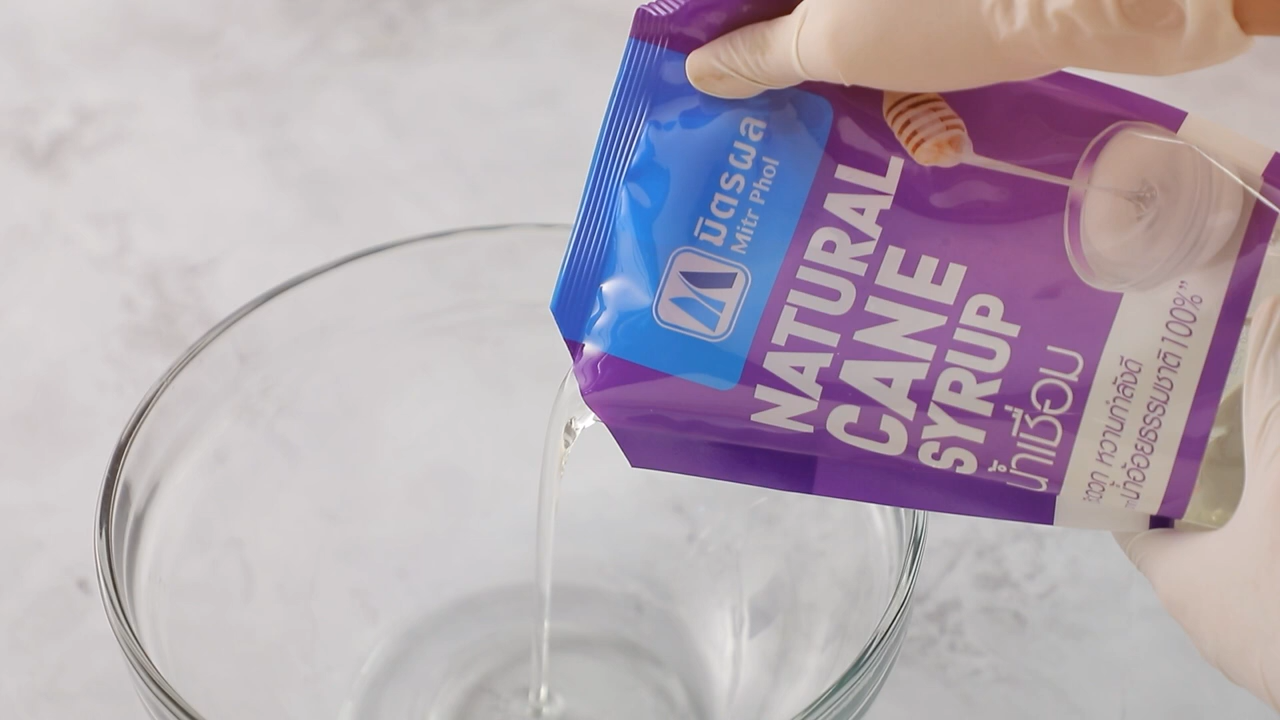 มิตรผล
Mitr Phol
NATURAL
CANE
SYRUP
น้ำเชื่อม
หวานกำลังดี
น้ำอ้อยธรรมชาติ 100%"